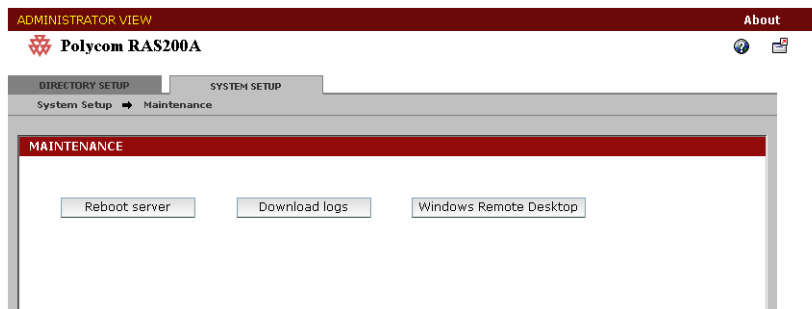 ADMINISTRATOR VIEW About
Polycom RAS200A
DIRECTORY SETUP SYSTEM SETUP
System Setup ➡ Maintenance
MAINTENANCE
Reboot server Download logs Windows Remote Desktop